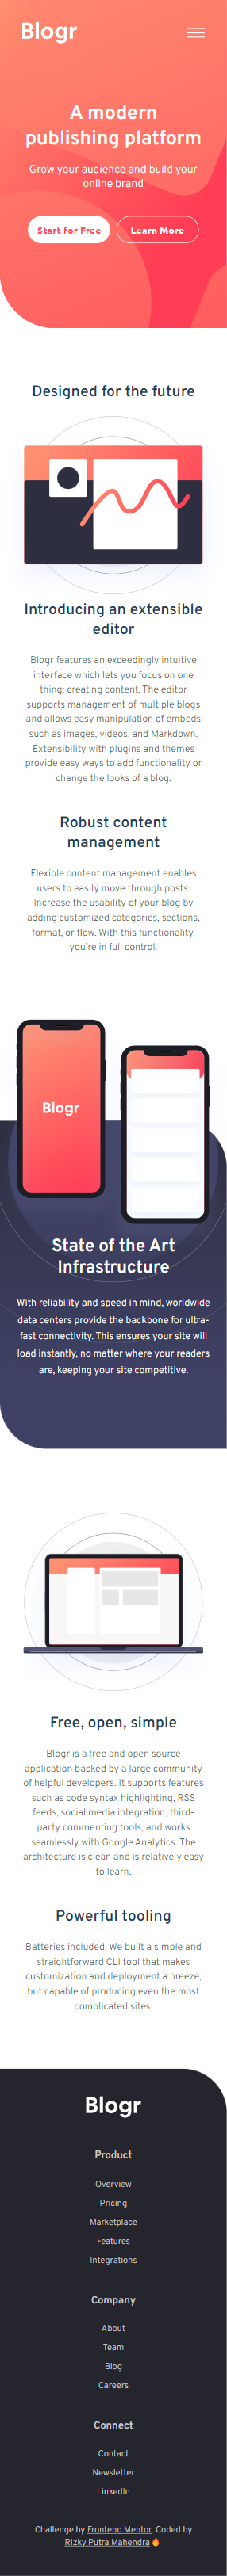 Blogr
A modern
publishing platform
Grow your audience and build your
online brand
Start for Free
Learn More
Designed for the future
Introducing an extensible
editor
Blogr features an exceedingly intuitive
interface which lets you focus on one
thing: creating content. The editor
supports management of multiple blogs
and allows easy manipulation of embeds
such as images, videos, and Markdown.
Extensibility with plugins and themes
provide easy ways to add functionality or
change the looks of a blog.
Robust content
management
Flexible content management enables
users to easily move through posts.
Increase the usability of your blog by
adding customized categories, sections,
format, or flow. With this functionality,
you're in full control.
Blogr
State of the Art
Infrastructure
With reliability and speed in mind, worldwide
data centers provide the backbone for ultra-
fast connectivity. This ensures your site will
load instantly, no matter where your readers
are, keeping your site competitive.
Free, open, simple
Blogr is a free and open source
application backed by a large community
of helpful developers. It supports features
such as code syntax highlighting, RSS
feeds, social media integration, third-
party commenting tools, and works
seamlessly with Google Analytics. The
architecture is clean and is relatively easy
to learn.
Powerful tooling
Batteries included. We built a simple and
straightforward CLI tool that makes
customization and deployment a breeze,
but capable of producing even the most
complicated sites.
Blogr
Product
Overview
Pricing
Marketplace
Features
Integrations
Company
About
Team
Blog
Careers
Connect
Contact
Newsletter
LinkedIn
Challenge by Frontend Mentor. Coded by
Rizky Putra Mahendra 🔥